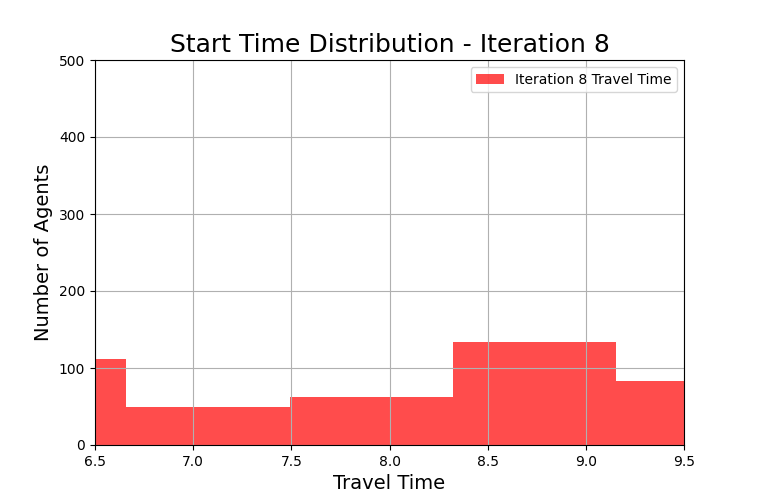 Start Time Distribution - Iteration 8
500
Iteration 8 Travel Time
400
300
200
100
0
Number of Agents
6.5 7.0 7.5 8.0 8.5 9.0 9.5
Travel Time